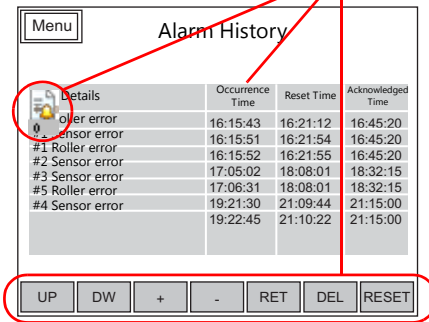 Menu
Alarm History
Details Occurrence Time Reset Time Acknowledged Time
error 16:15:43 16:21:12 16:45:20
error 16:15:51 16:21:54 16:45:20
#1 Roller error 16:15:52 16:21:55 16:45:20
#2 Sensor error 17:05:02 18:08:01 18:32:15
#3 Sensor error 17:06:31 18:08:01 18:32:15
#5 Roller error 19:21:30 21:09:44 21:15:00
#4 Sensor error 19:22:45 21:10:22 21:15:00
UP DW + - RET DEL RESET